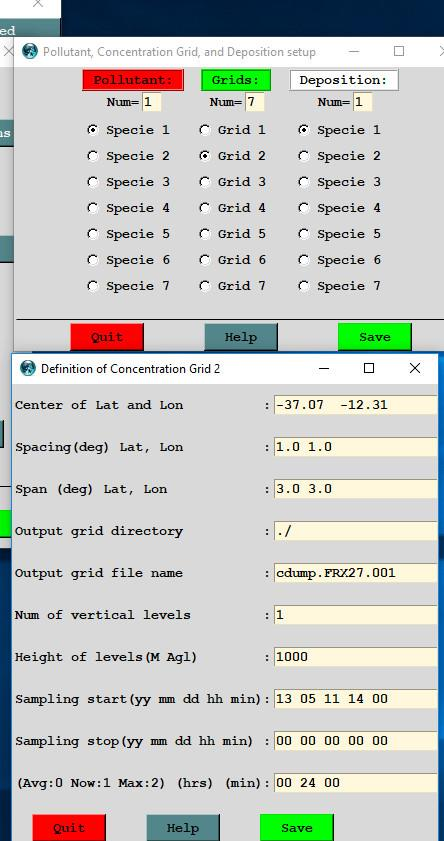 ed
Pollutant, Concentration Grid, and Deposition setup
Pollutant: Grids: Deposition:
Num= 1 Num= 7 Num= 1
ns
Specie 1 Grid 1 Specie 1
Specie 2 Grid 2 Specie 2
Specie 3 Grid 3 Specie 3
Specie 4 Grid 4 Specie 4
Specie 5 Grid 5 Specie 5
Specie 6 Grid 6 Specie 6
Specie 7 Grid 7 Specie 7
Quit Help Save
Definition of Concentration Grid 2
Center of Lat and Lon : -37.07 -12.31
Spacing(deg) Lat, Lon : 1.0 1.0
Span (deg) Lat, Lon : 3.0 3.0
Output grid directory : ./
Output grid file name : cdump.FRX27.001
Num of vertical levels : 1
Height of levels(M Agl) : 1000
Sampling start(yy mm dd hh min): 13 05 11 14 00
Sampling stop(yy mm dd hh min) : 00 00 00 00 00
(Avg:0 Now:1 Max:2) (hrs) (min): 00 24 00
Quit Help Save